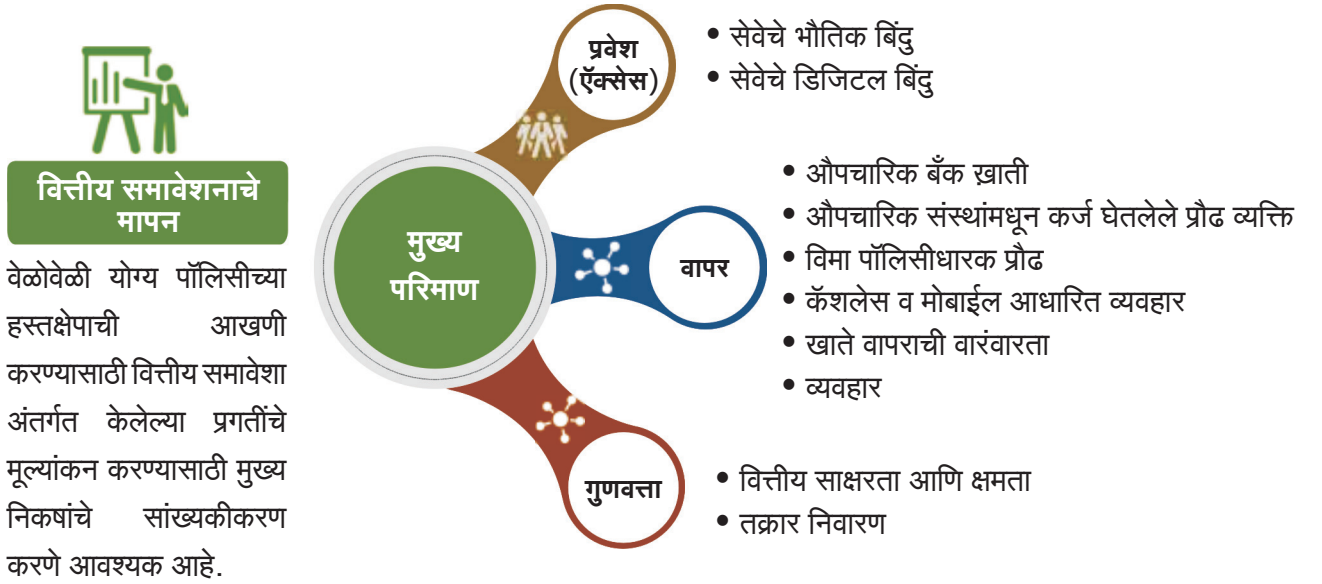 वित्तीय समावेशनाचे
मापन
वेळोवेळी योग्य पॉलिसीच्या
हस्तक्षेपाची आखणी
करण्यासाठी वित्तीय समावेशा
अंतर्गत केलेल्या प्रगतींचे
मूल्यांकन करण्यासाठी मुख्य
निकषांचे सांख्यकीकरण
करणे आवश्यक आहे.
मुख्य
परिमाण
प्रवेश
(ऍक्सेस)
• सेवेचे भौतिक बिंदु
• सेवेचे डिजिटल बिंदु
वापर
• औपचारिक बँक ख़ाती
• औपचारिक संस्थांमधून कर्ज घेतलेले प्रौढ व्यक्ति
• विमा पॉलिसीधारक प्रौढ
• कॅशलेस व मोबाईल आधारित व्यवहार
• खाते वापराची वारंवारता
• व्यवहार
गुणवत्ता
• वित्तीय साक्षरता आणि क्षमता
• तक्रार निवारण